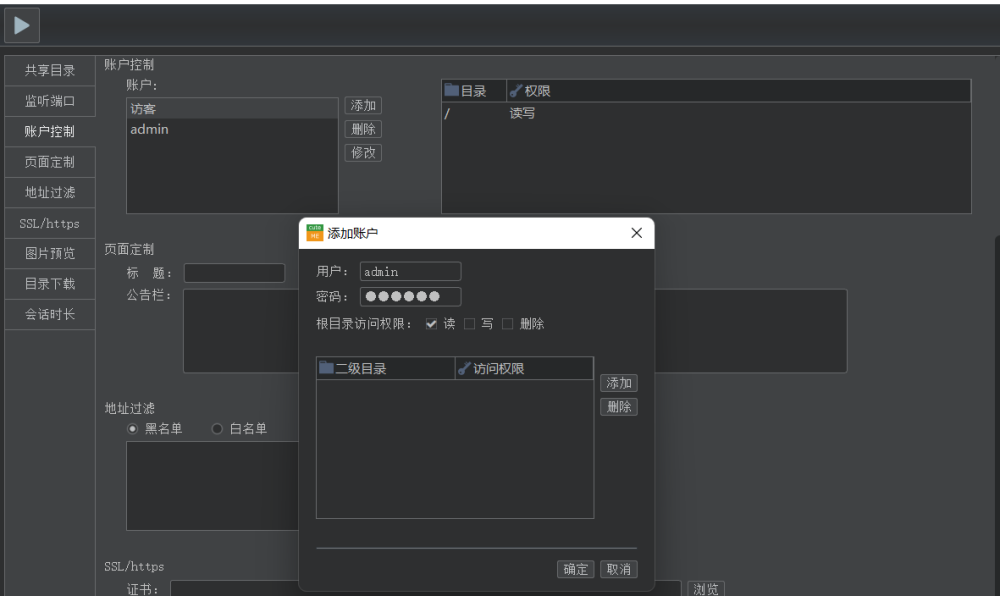 共享目录
监听端口
账户控制
页面定制
地址过滤
SSL/https
图片预览
目录下载
会话时长
账户控制
账户:
访客
admin
添加
删除
修改
目录 权限
/ 读写
页面定制
标 题:
公告栏:
地址过滤
黑名单 白名单
SSL/https
证书:
浏览
cute
HB
添加账户
用户: admin
密码: ●●●●●●
根目录访问权限: 读 写 删除
二级目录 访问权限
添加
删除
确定 取消